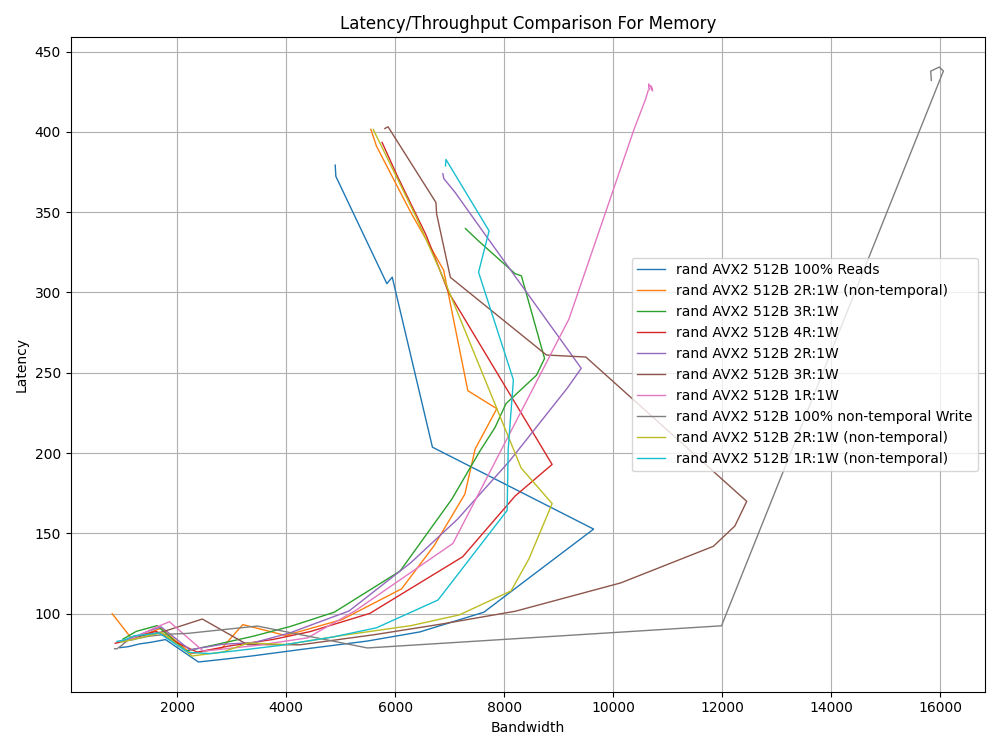 Latency/Throughput Comparison For Memory
450
400
350
300
250
200
150
100
Latency
rand AVX2 512B 100% Reads
rand AVX2 512B 2R:1W (non-temporal)
rand AVX2 512B 3R:1W
rand AVX2 512B 4R:1W
rand AVX2 512B 2R:1W
rand AVX2 512B 3R:1W
rand AVX2 512B 1R:1W
rand AVX2 512B 100% non-temporal Write
rand AVX2 512B 2R:1W (non-temporal)
rand AVX2 512B 1R:1W (non-temporal)
2000 4000 6000 8000 10000 12000 14000 16000
Bandwidth